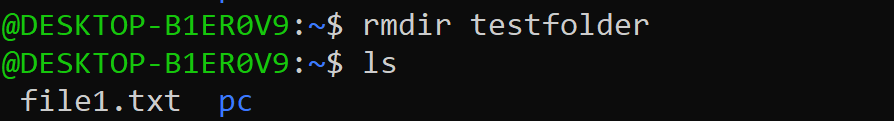 @DESKTOP-B1ER0V9:~$ rmdir testfolder
@DESKTOP-B1ER0V9:~$ ls
file1.txt  pc